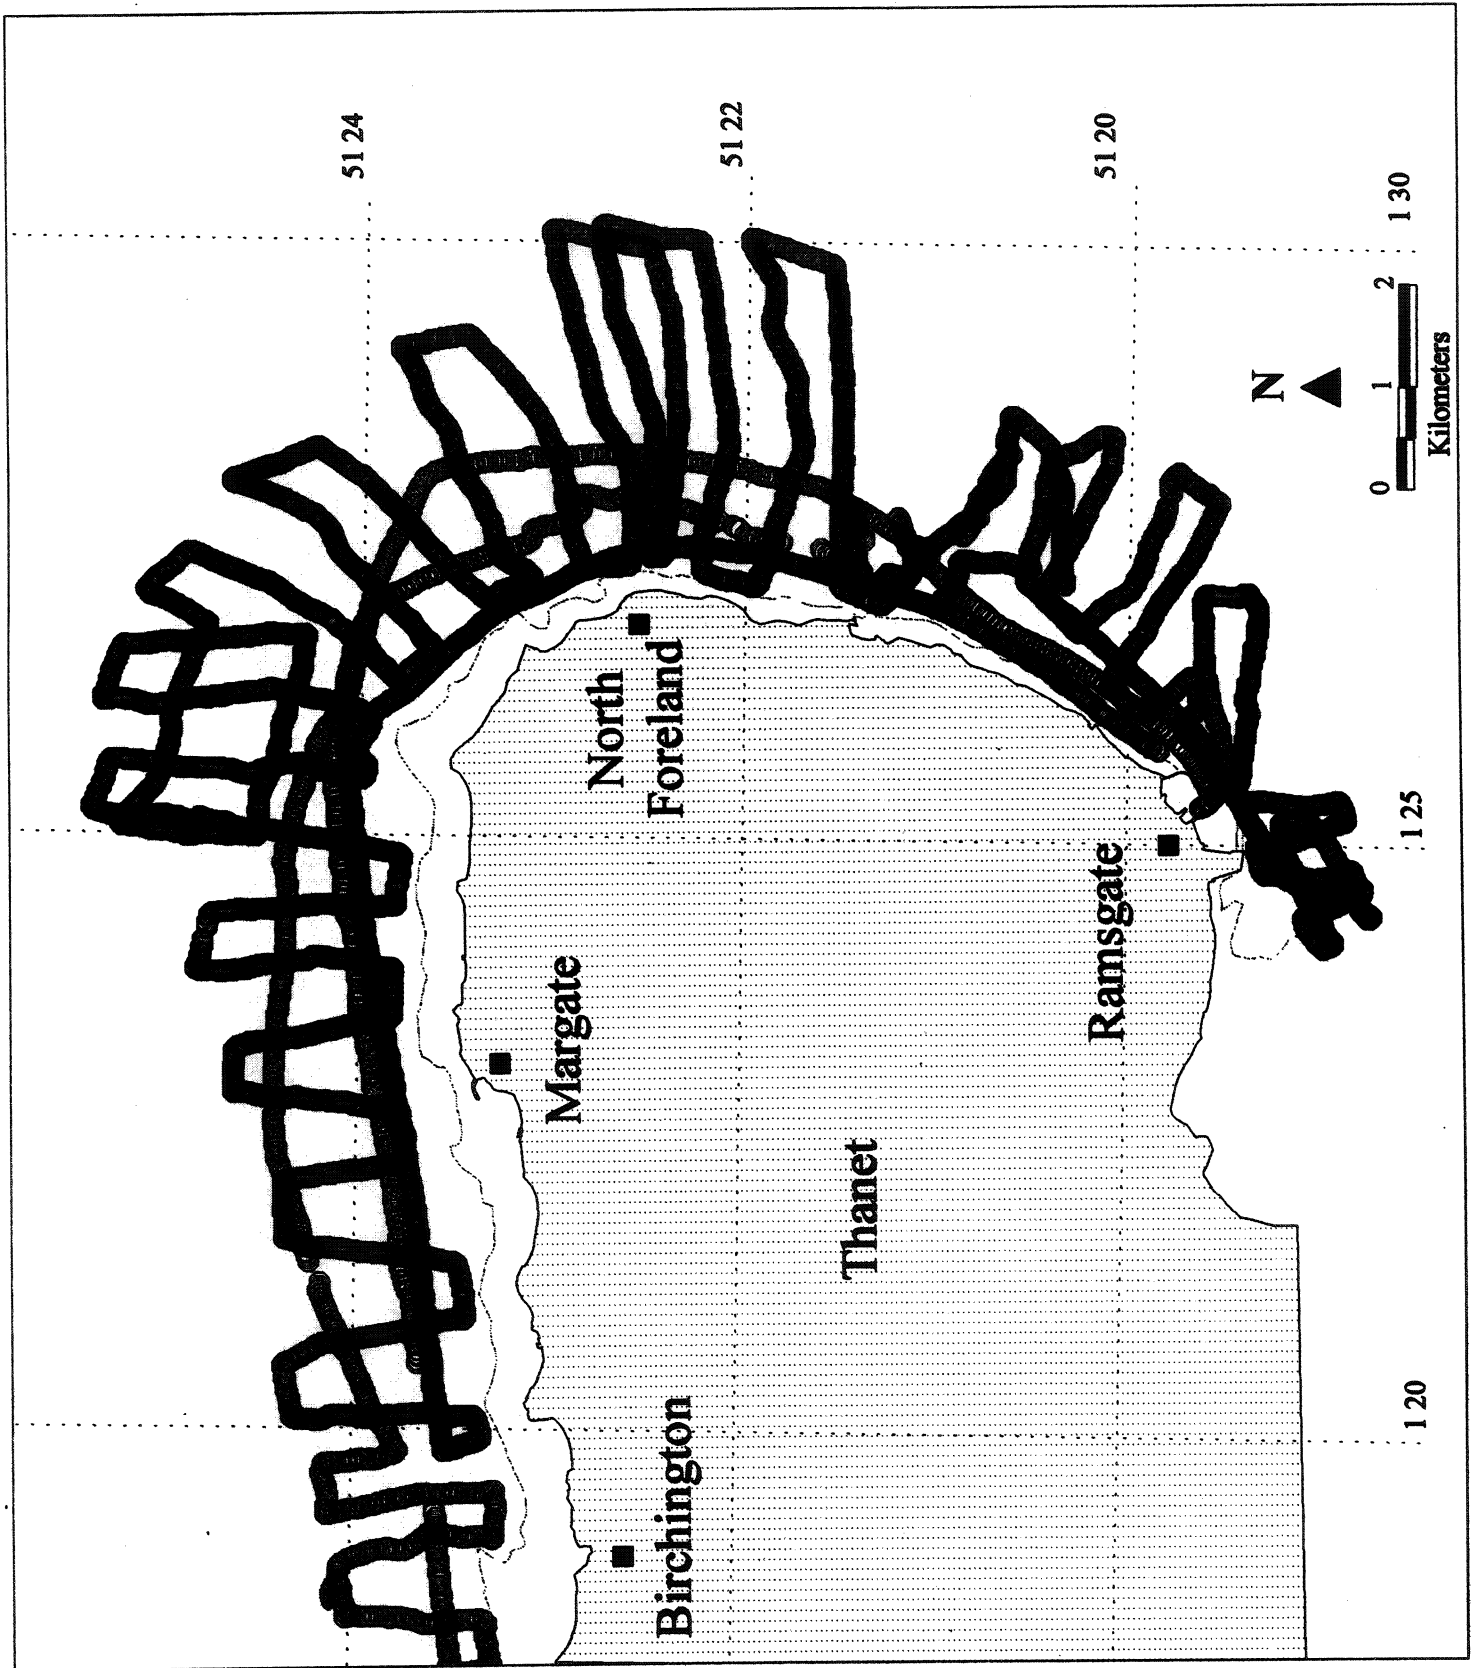 51 24
51 22
51 20
North
Foreland
Margate
Ramsgate
Thanet
Birchington
N
0 1 2
Kilometers
1 20
1 25
1 30